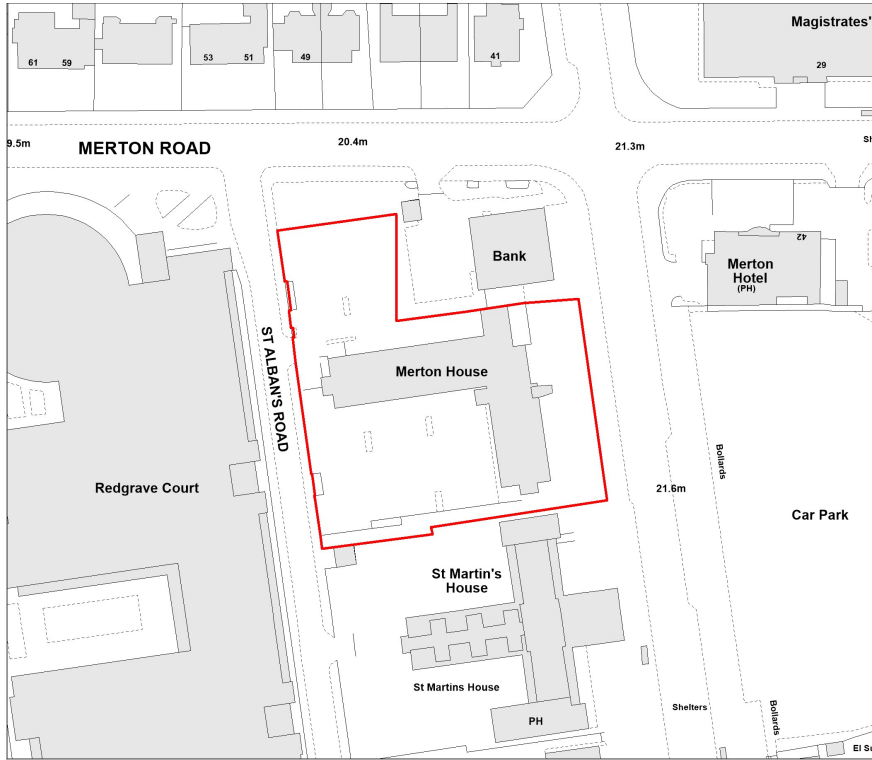 Magistrates'
61 59 53 51 49 41 29
9.5m MERTON ROAD 20.4m 21.3m Sh
Bank
42
Merton
Hotel
(PH)
ST ALBAN'S ROAD
Merton House
Redgrave Court
Bollards
21.6m
Car Park
St Martin's
House
St Martins House
Shelters
Bollards
PH
El Su